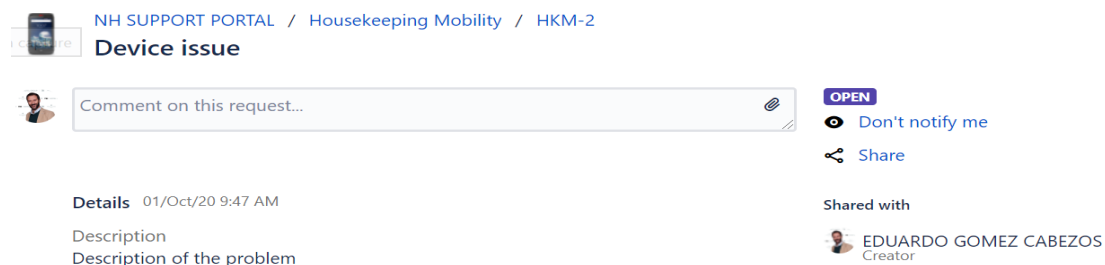 NH SUPPORT PORTAL / Housekeeping Mobility / HKM-2
Device issue
Comment on this request...
OPEN
Don't notify me
Share
Details 01/Oct/20 9:47 AM
Shared with
Description
Description of the problem
EDUARDO GOMEZ CABEZOS
Creator